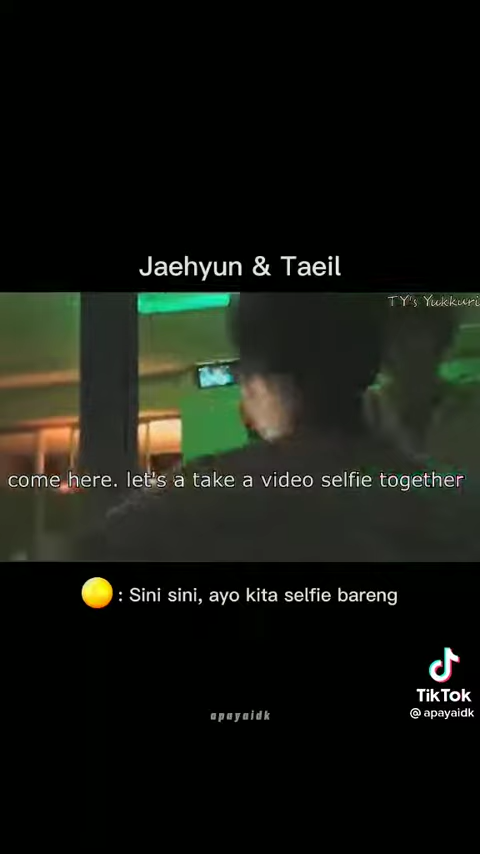 Jaehyun & Taeil
TY's Yukkuri
come here. let's a take a video selfie together
: Sini sini, ayo kita selfie bareng
TikTok
@apayaidk
apayaidk